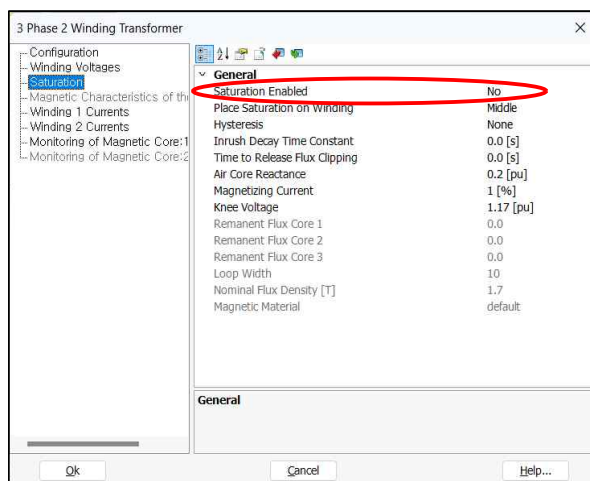 3 Phase 2 Winding Transformer
Configuration
Winding Voltages
Saturation
Magnetic Characteristics of th
Winding 1 Currents
Winding 2 Currents
Monitoring of Magnetic Core:1
Monitoring of Magnetic Core:2
General
Saturation Enabled No
Place Saturation on Winding Middle
Hysteresis None
Inrush Decay Time Constant 0.0 [s]
Time to Release Flux Clipping 0.0 [s]
Air Core Reactance 0.2 [pu]
Magnetizing Current 1 [%]
Knee Voltage 1.17 [pu]
Remanent Flux Core 1 0.0
Remanent Flux Core 2 0.0
Remanent Flux Core 3 0.0
Loop Width 10
Nominal Flux Density [T] 1.7
Magnetic Material default
General
Ok Cancel Help...